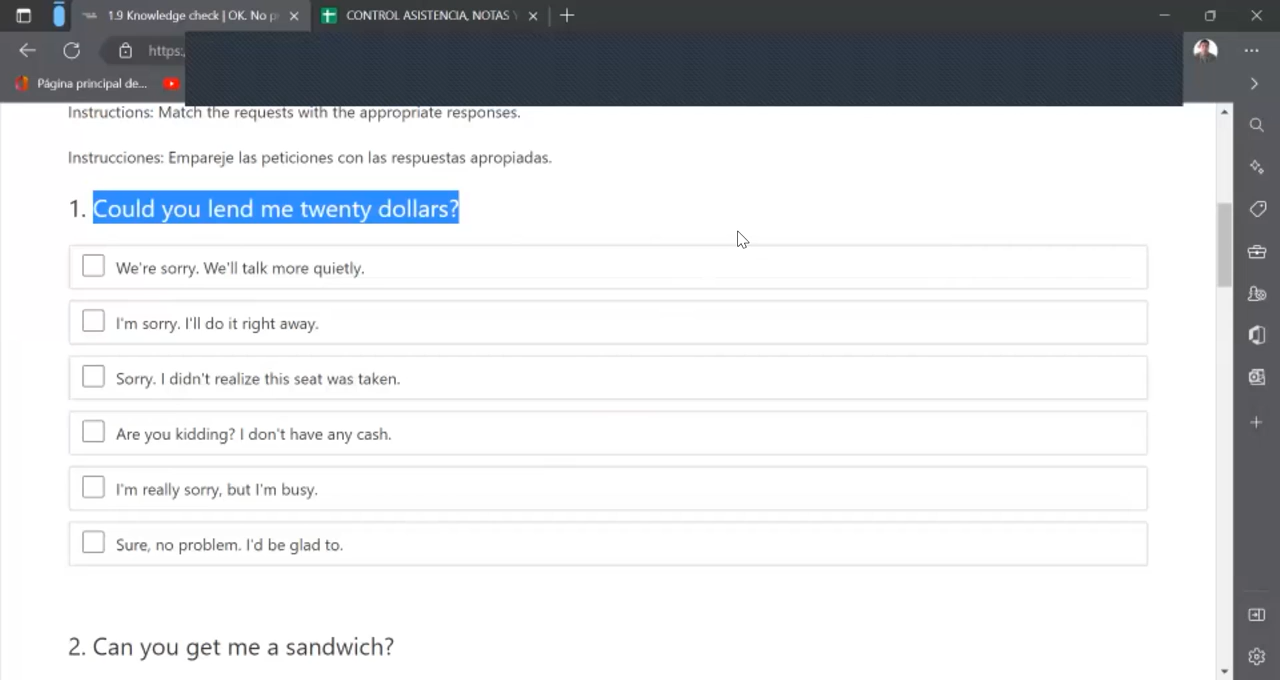 1.9 Knowledge check | OK. No p
CONTROL ASISTENCIA, NOTAS Y
https:
Página principal de...
Instructions: Match the requests with the appropriate responses.
Instrucciones: Empareje las peticiones con las respuestas apropiadas.
1. Could you lend me twenty dollars?
We're sorry. We'll talk more quietly.
I'm sorry. I'll do it right away.
Sorry. I didn't realize this seat was taken.
Are you kidding? I don't have any cash.
I'm really sorry, but I'm busy.
Sure, no problem. I'd be glad to.
2. Can you get me a sandwich?